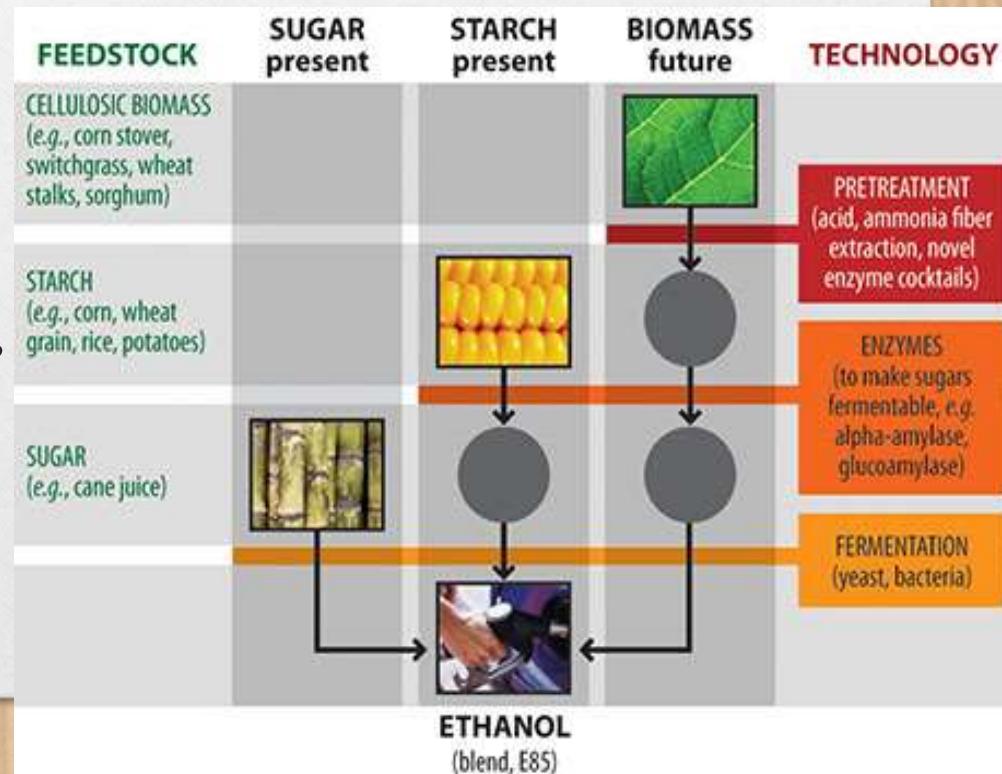 FEEDSTOCK
SUGAR
present
STARCH
present
BIOMASS
future
TECHNOLOGY
CELLULOSIC BIOMASS
(e.g., corn stover,
switchgrass, wheat
stalks, sorghum)
PRETREATMENT
(acid, ammonia fiber
extraction, novel
enzyme cocktails)
STARCH
(e.g., corn, wheat
grain, rice, potatoes)
ENZYMES
(to make sugars
fermentable, e.g.
alpha-amylase,
glucoamylase)
SUGAR
(e.g., cane juice)
FERMENTATION
(yeast, bacteria)
ETHANOL
(blend, E85)